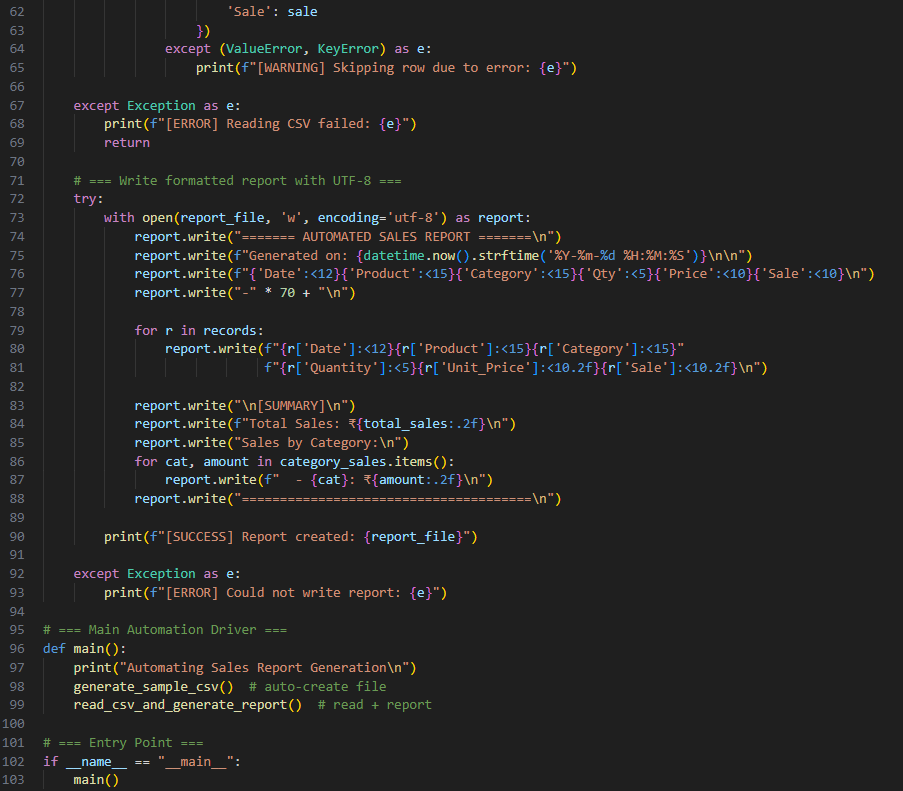 62                         'Sale': sale
63                     })
64                 except (ValueError, KeyError) as e:
65                     print(f"[WARNING] Skipping row due to error: {e}")
66
67     except Exception as e:
68         print(f"[ERROR] Reading CSV failed: {e}")
69         return
70
71     # === Write formatted report with UTF-8 ===
72     try:
73         with open(report_file, 'w', encoding='utf-8') as report:
74             report.write("======= AUTOMATED SALES REPORT =======\n")
75             report.write(f"Generated on: {datetime.now().strftime('%Y-%m-%d %H:%M:%S')}\n\n")
76             report.write(f"{'Date':<12}{'Product':<15}{'Category':<15}{'Qty':<5}{'Price':<10}{'Sale':<10}\n")
77             report.write("-" * 70 + "\n")
78
79             for r in records:
80                 report.write(f"{r['Date']:<12}{r['Product']:<15}{r['Category']:<15}"
81                              f"{r['Quantity']:<5}{r['Unit_Price']:<10.2f}{r['Sale']:<10.2f}\n")
82
83             report.write("\n[SUMMARY]\n")
84             report.write(f"Total Sales: ₹{total_sales:.2f}\n")
85             report.write("Sales by Category:\n")
86             for cat, amount in category_sales.items():
87                 report.write(f"  - {cat}: ₹{amount:.2f}\n")
88             report.write("=====================================\n")
89
90         print(f"[SUCCESS] Report created: {report_file}")
91
92     except Exception as e:
93         print(f"[ERROR] Could not write report: {e}")
94
95 # === Main Automation Driver ===
96 def main():
97     print("Automating Sales Report Generation\n")
98     generate_sample_csv()  # auto-create file
99     read_csv_and_generate_report()  # read + report
100
101 # === Entry Point ===
102 if __name__ == "__main__":
103     main()